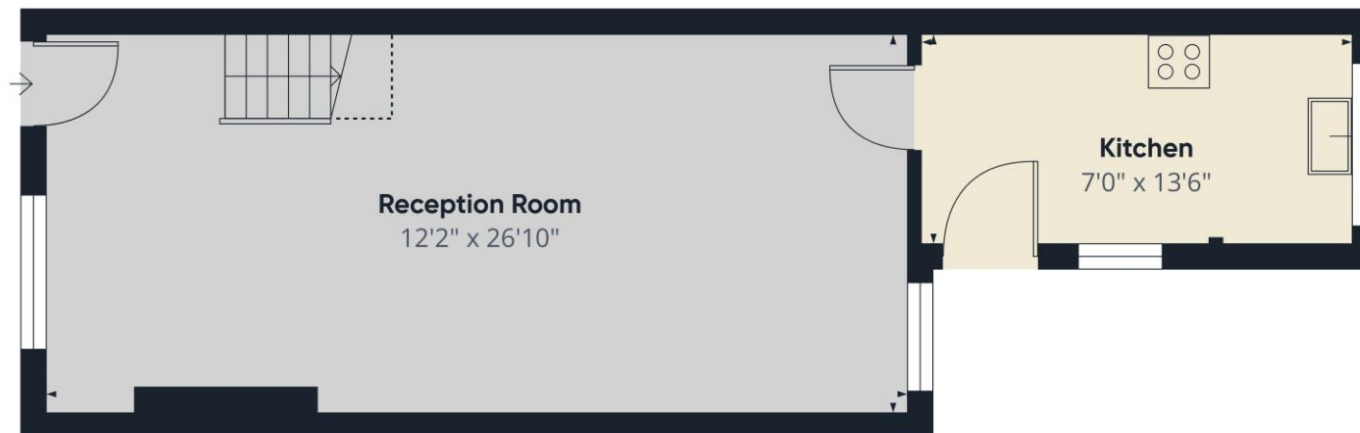 Reception Room
12'2" x 26'10"
Kitchen
7'0" x 13'6"